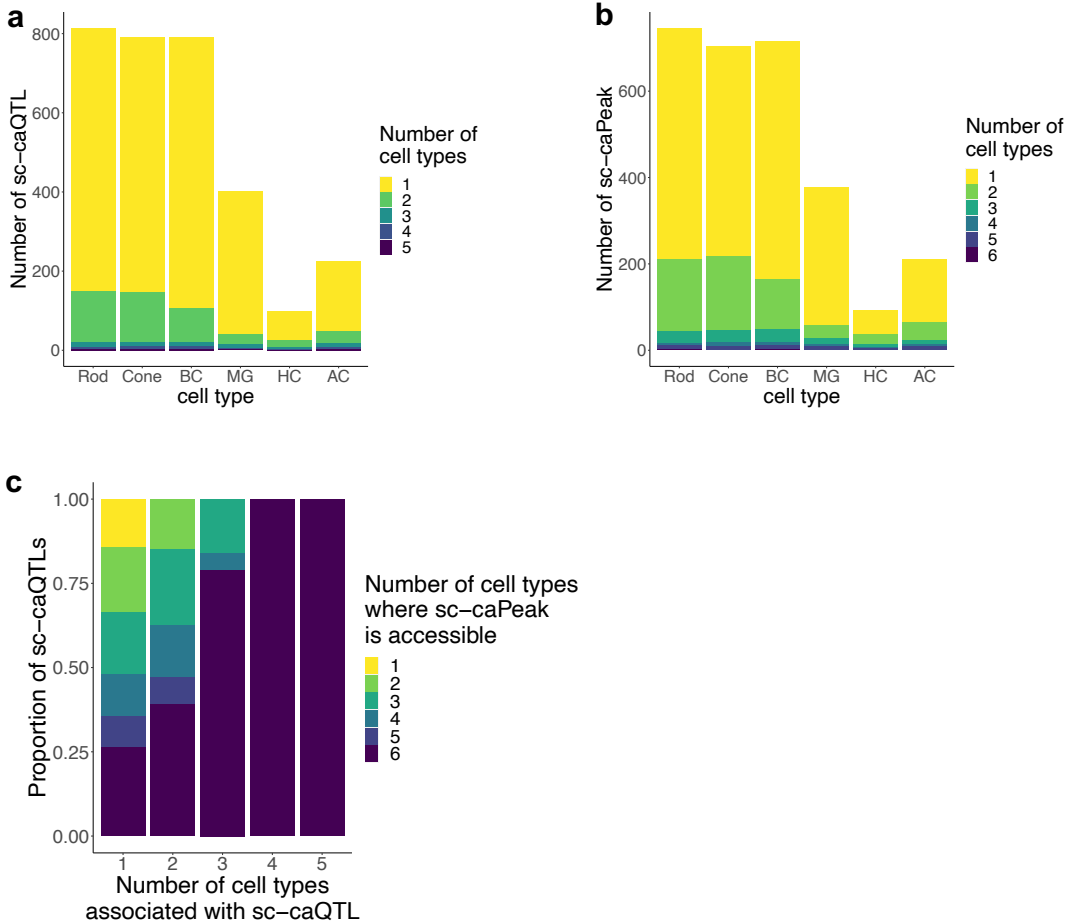 a
Number of sc−caQTL
800
600
400
200
0
Rod Cone BC MG HC AC
cell type
Number of
cell types
1
2
3
4
5
b
Number of sc−caPeak
600
400
200
0
Rod Cone BC MG HC AC
cell type
Number of
cell types
1
2
3
4
5
6
c
Proportion of sc−caQTLs
1.00
0.75
0.50
0.25
0.00
1 2 3 4 5
Number of cell types
associated with sc−caQTL
Number of cell types
where sc−caPeak
is accessible
1
2
3
4
5
6